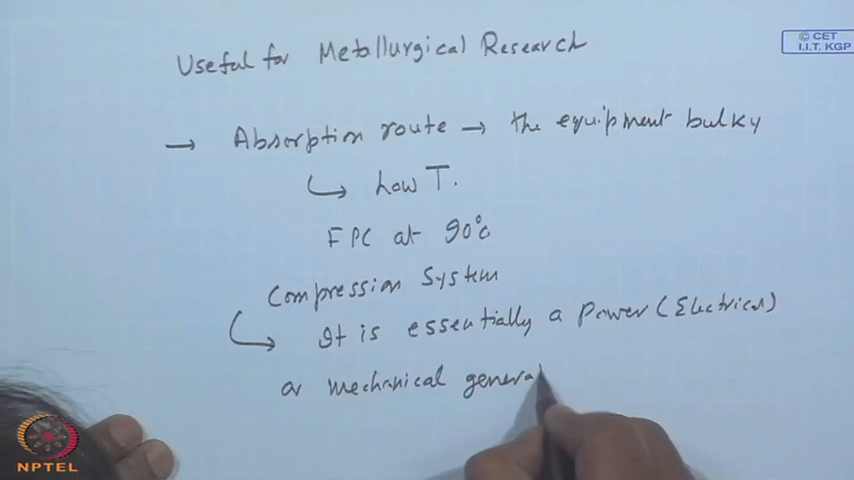 © CET
I.I.T. KGP
Useful for Metallurgical Research
→ Absorption route → the equipment bulky
↳ Low T.
FPC at 90°C
Compression System
↳ It is essentially a Power (Electrical)
or mechanical genera
NPTEL